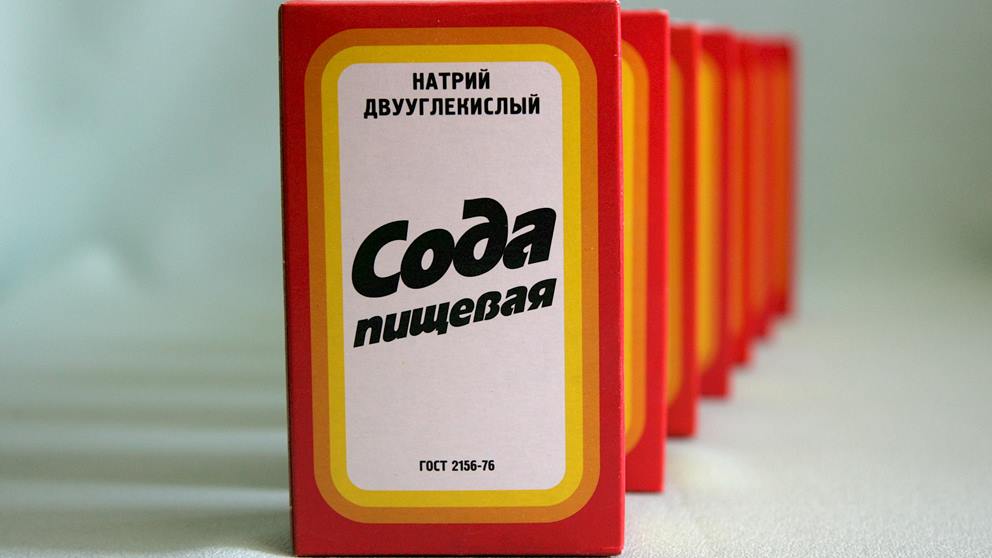 НАТРИЙ
ДВУУГЛЕКИСЛЫЙ
Сода
пищевая
ГОСТ 2156-76